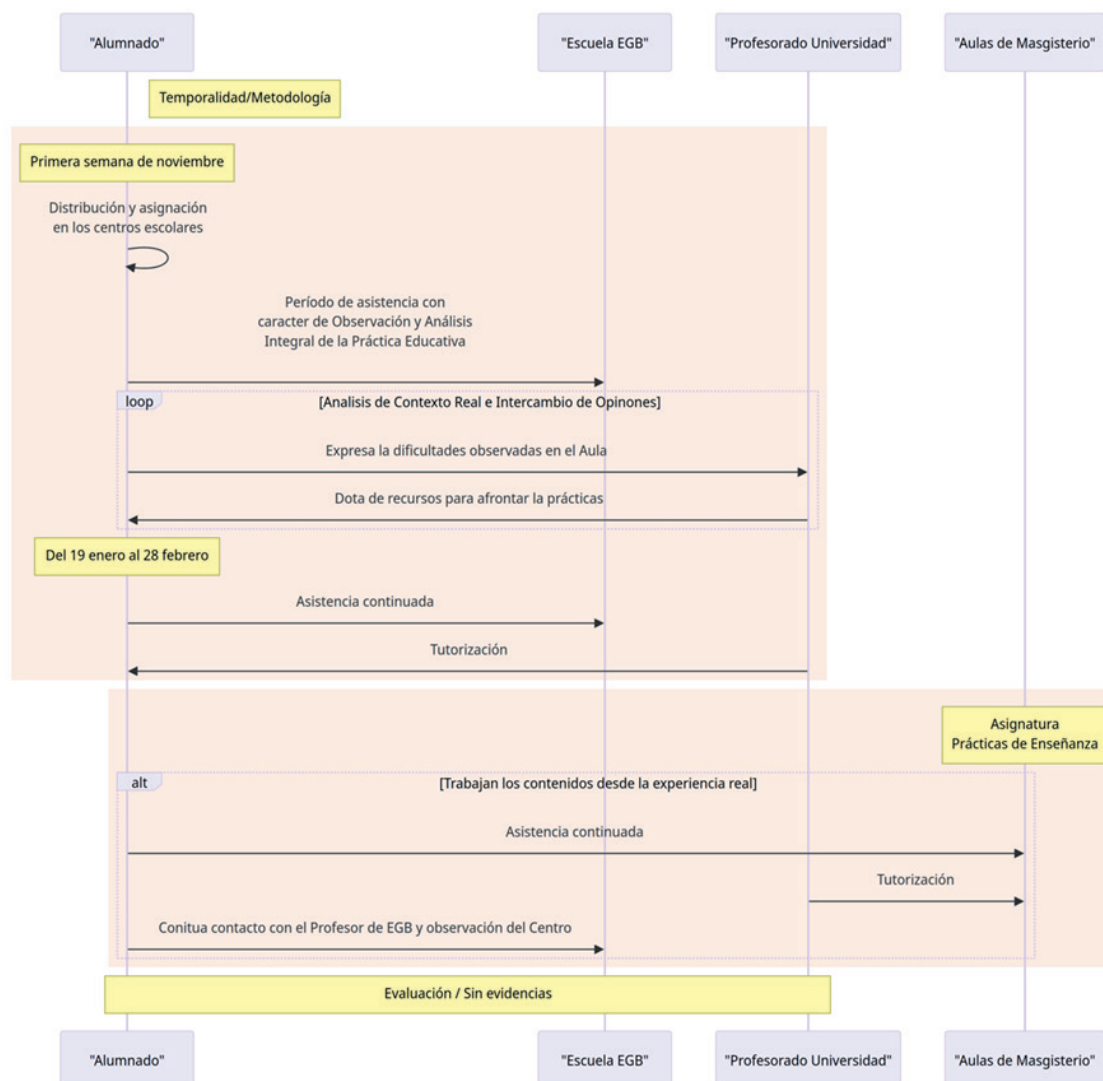 "Alumnado"
"Escuela EGB"
"Profesorado Universidad"
"Aulas de Masgisterio"
Temporalidad/Metodología
Primera semana de noviembre
Distribución y asignación
en los centros escolares
Período de asistencia con
caracter de Observación y Análisis
Integral de la Práctica Educativa
loop
[Analisis de Contexto Real e Intercambio de Opinones]
Expresa la dificultades observadas en el Aula
Dota de recursos para afrontar la prácticas
Del 19 enero al 28 febrero
Asistencia continuada
Tutorización
Asignatura
Prácticas de Enseñanza
alt
[Trabajan los contenidos desde la experiencia real]
Asistencia continuada
Tutorización
Conitua contacto con el Profesor de EGB y observación del Centro
Evaluación / Sin evidencias
"Alumnado"
"Escuela EGB"
"Profesorado Universidad"
"Aulas de Masgisterio"